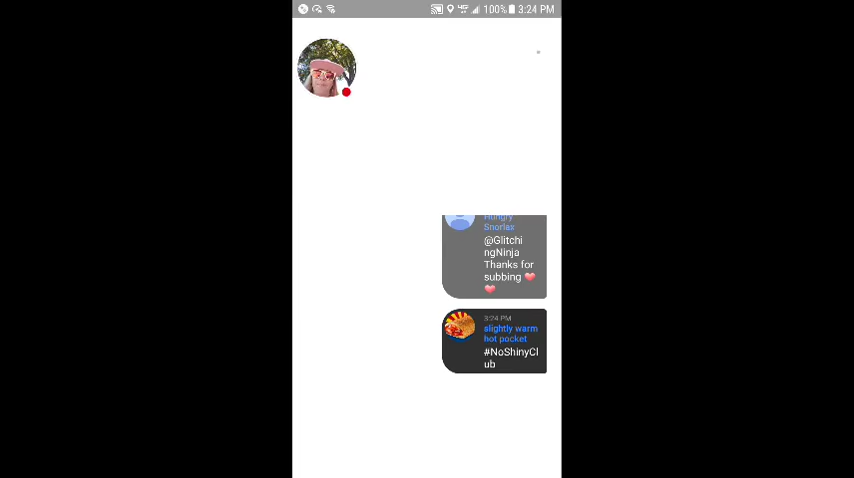 4G 100% 3:24 PM
Hungry
Snorlax
@Glitchi
ngNinja
Thanks for
subbing ❤️
❤️
3:24 PM
slightly warm
hot pocket
#NoShinyCl
ub